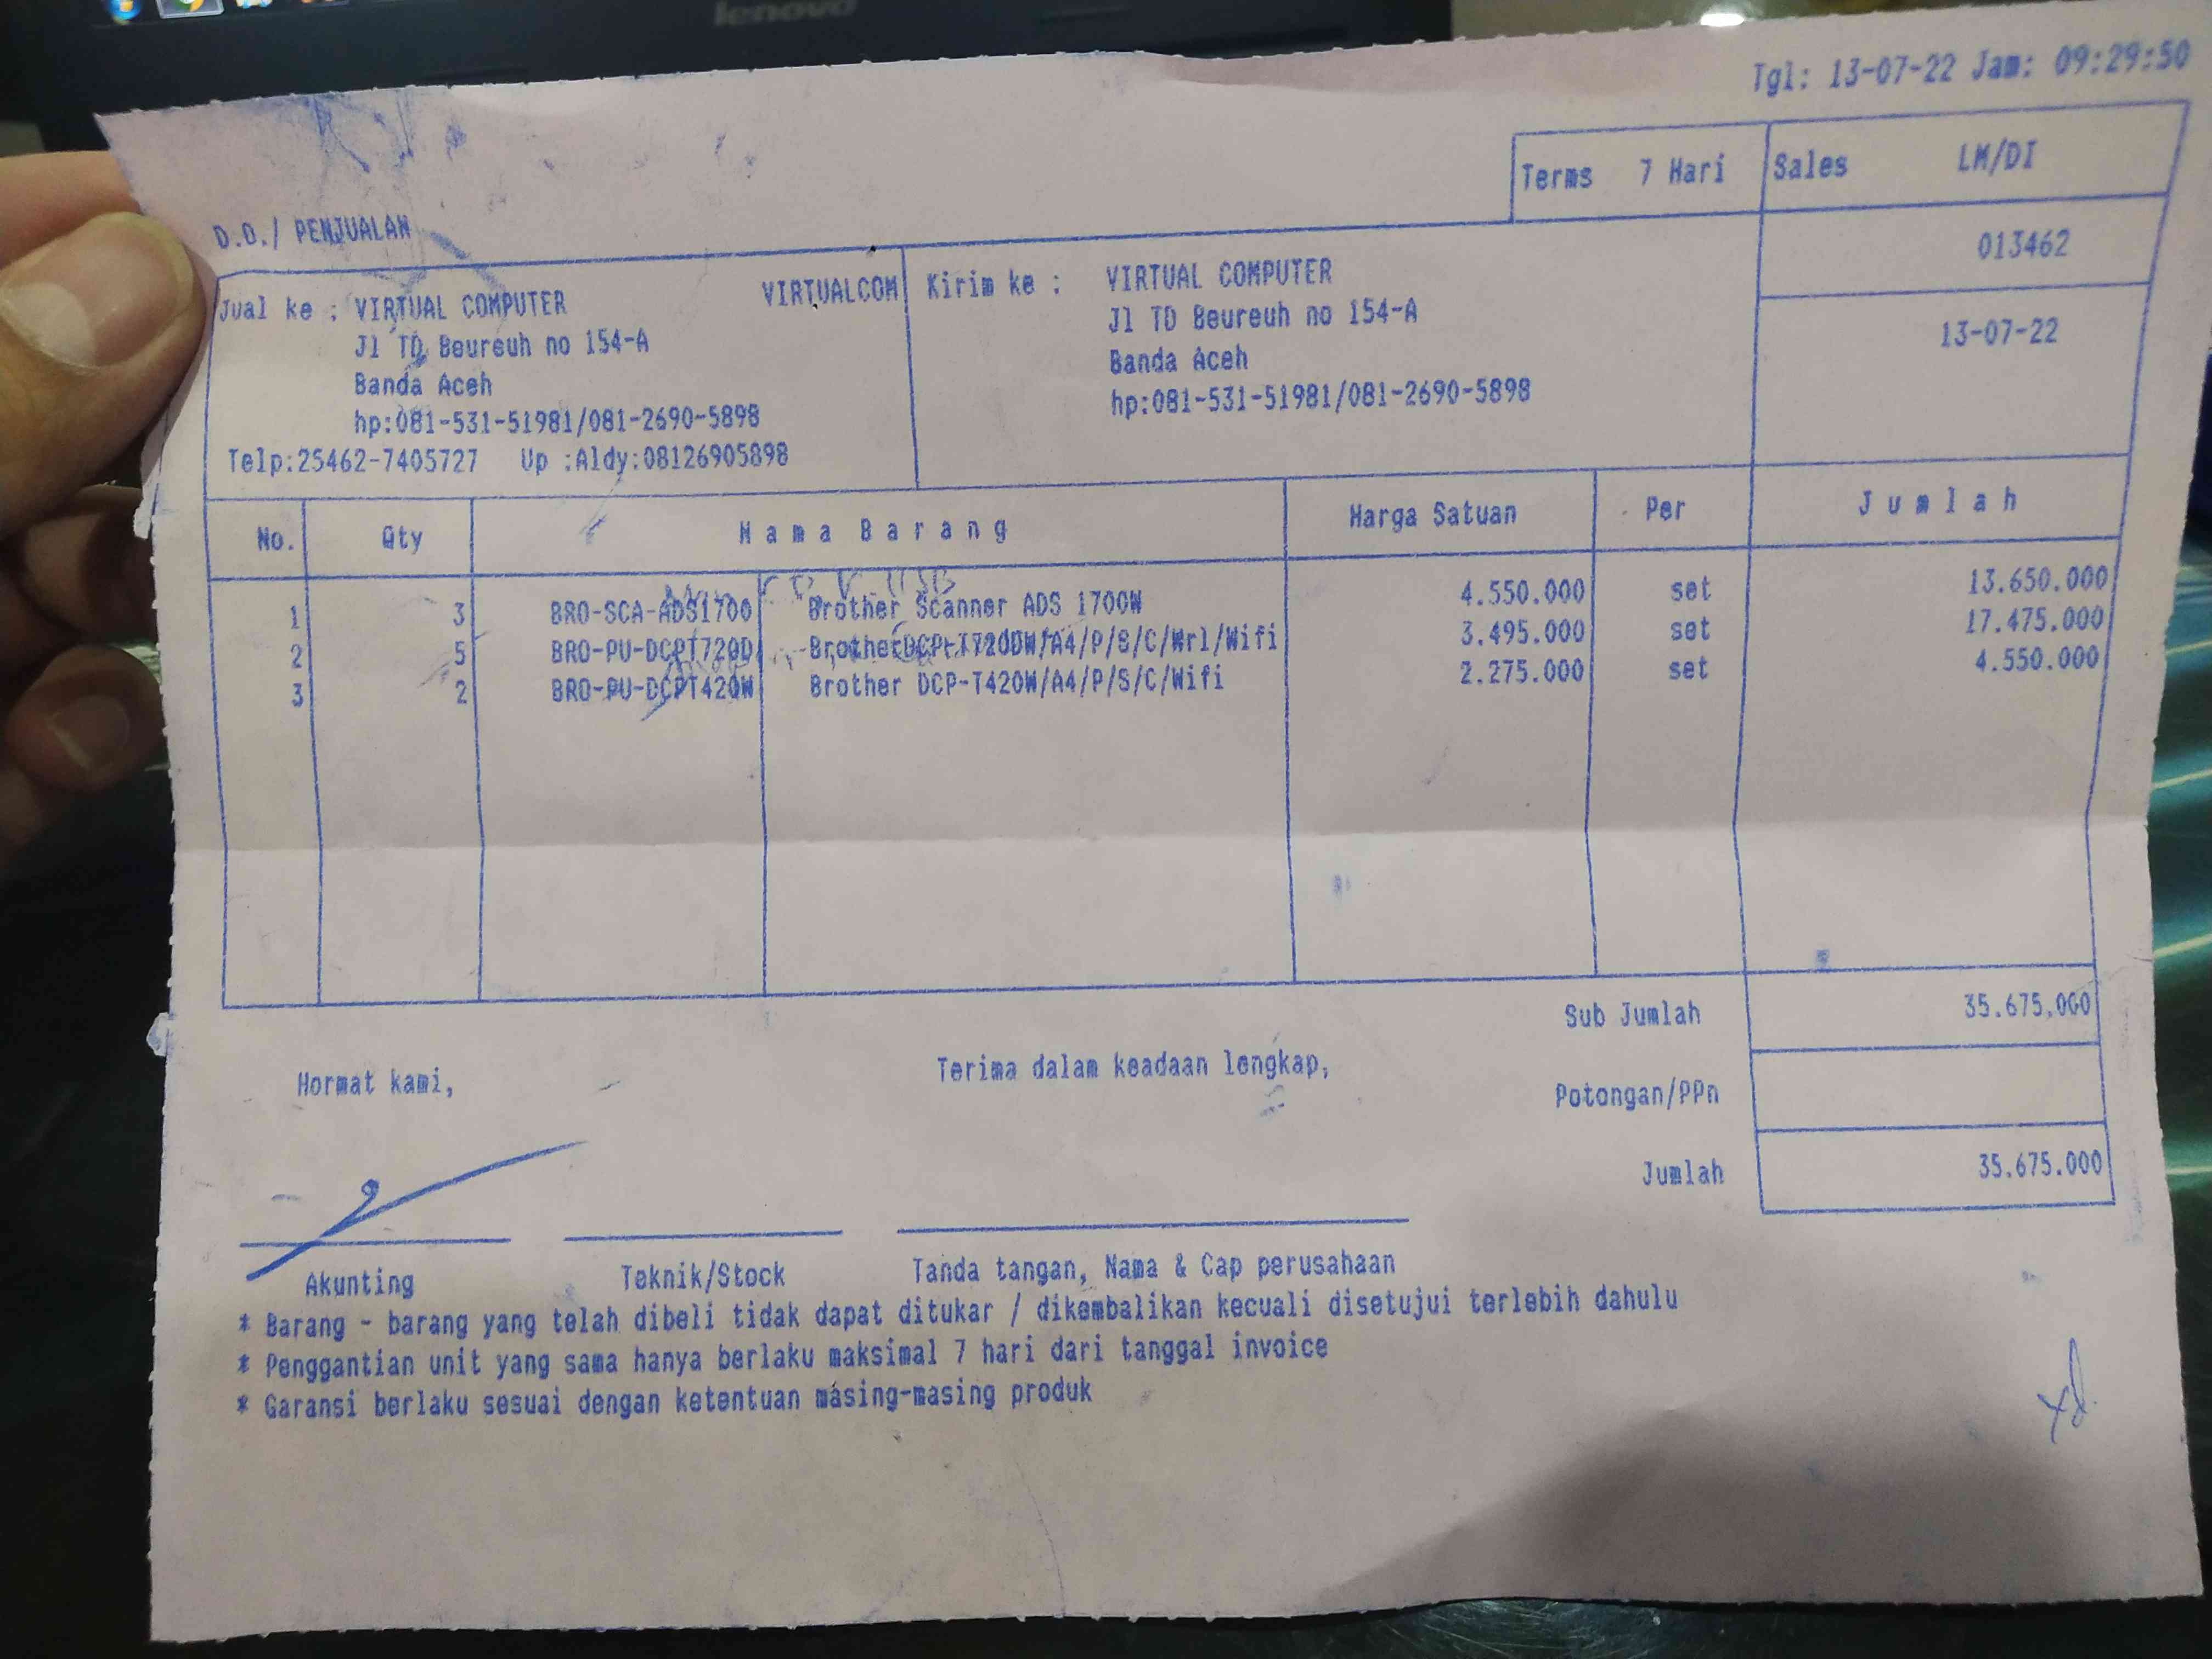 lenovo
Tgl: 13-07-22 Jam: 09:29:50
Terms 7 Hari Sales LM/DI
D.O./ PENJUALAN
013462
Jual ke : VIRTUAL COMPUTER VIRTUALCOM
Jl TD Beureuh no 154-A
Banda Aceh
hp:081-531-51981/081-2690-5898
Telp:25462-7405727 Up :Aldy:08126905898
Kirim ke : VIRTUAL COMPUTER
Jl TD Beureuh no 154-A
Banda Aceh
hp:081-531-51981/081-2690-5898
13-07-22
No. Qty Nama Barang Harga Satuan Per Jumlah
1 3 BRO-SCA-ADS1700 Brother Scanner ADS 1700W 4.550.000 set 13.650.000
2 5 BRO-PU-DCPT720D BrotherDCP-T720DW/A4/P/S/C/Wrl/Wifi 3.495.000 set 17.475.000
3 2 BRO-PU-DCPT420W Brother DCP-T420W/A4/P/S/C/Wifi 2.275.000 set 4.550.000
Sub Jumlah 35.675.000
Hormat kami, Terima dalam keadaan lengkap,
Potongan/PPn
Jumlah 35.675.000
Akunting Teknik/Stock Tanda tangan, Nama & Cap perusahaan
* Barang - barang yang telah dibeli tidak dapat ditukar / dikembalikan kecuali disetujui terlebih dahulu
* Penggantian unit yang sama hanya berlaku maksimal 7 hari dari tanggal invoice
* Garansi berlaku sesuai dengan ketentuan masing-masing produk